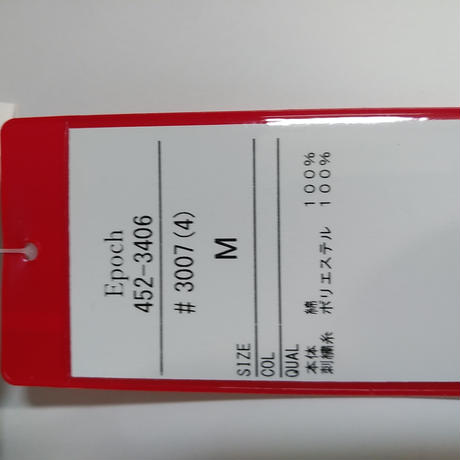 Epoch
452-3406
# 3007 (4)
SIZE M
COL
QUAL
本体 綿 100%
刺繍糸 ポリエステル 100%